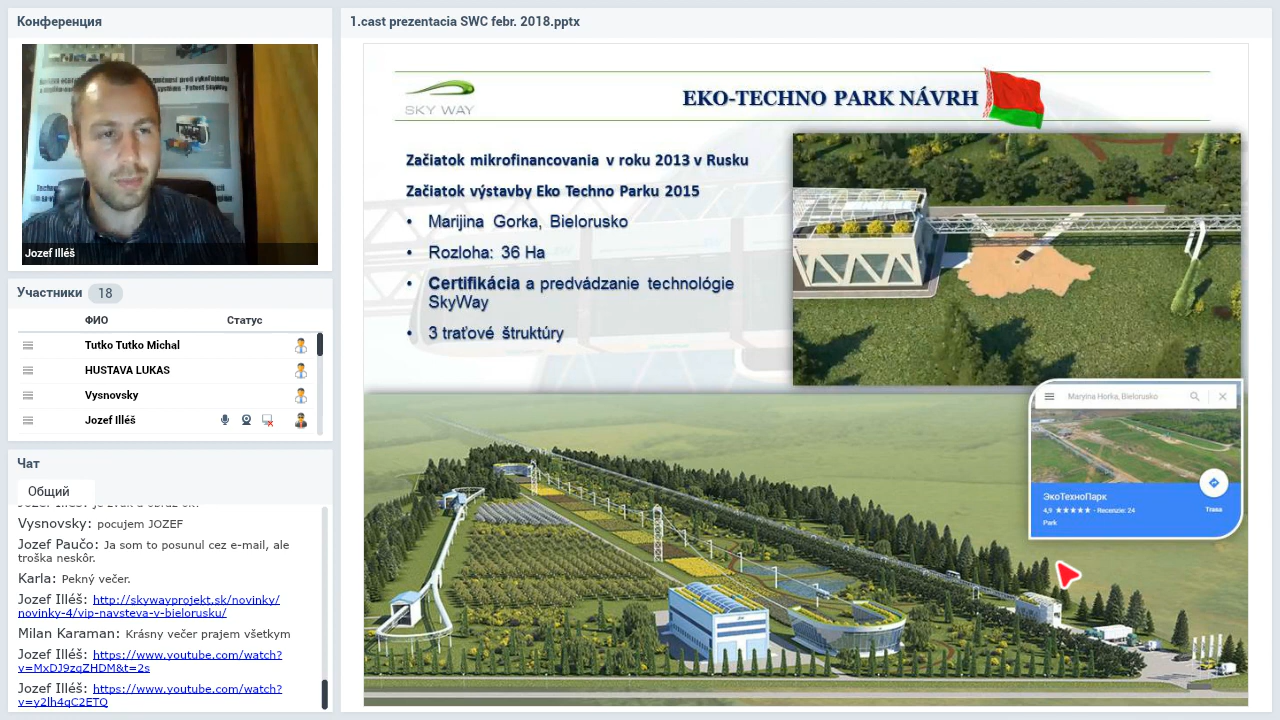 Конференция
Jozef Illéš
Участники 18
ФИО Статус
Tutko Tutko Michal
HUSTAVA LUKAS
Vysnovsky
Jozef Illéš
Чат
Общий
Vysnovsky: pocujem JOZEF
Jozef Paučo: Ja som to posunul cez e-mail, ale
troška neskôr.
Karla: Pekný večer.
Jozef Illéš: http://skywayprojekt.sk/novinky/
novinky-4/vip-navsteva-v-bielorusku/
Milan Karaman: Krásny večer prajem všetkym
Jozef Illéš: https://www.youtube.com/watch?
v=MxDJ9zqZHDM&t=2s
Jozef Illéš: https://www.youtube.com/watch?
v=y2lh4qC2ETQ
1.cast prezentacia SWC febr. 2018.pptx
SKY WAY
EKO-TECHNO PARK NÁVRH
Začiatok mikrofinancovania v roku 2013 v Rusku
Začiatok výstavby Eko Techno Parku 2015
• Marijina Gorka, Bielorusko
• Rozloha: 36 Ha
• Certifikácia a predvádzanie technológie
SkyWay
• 3 traťové štruktúry
Maryina Horka, Bielorusko
ЭкоТехноПарк
4,9 ★★★★★ · Recenzie: 24
Park
Trasa